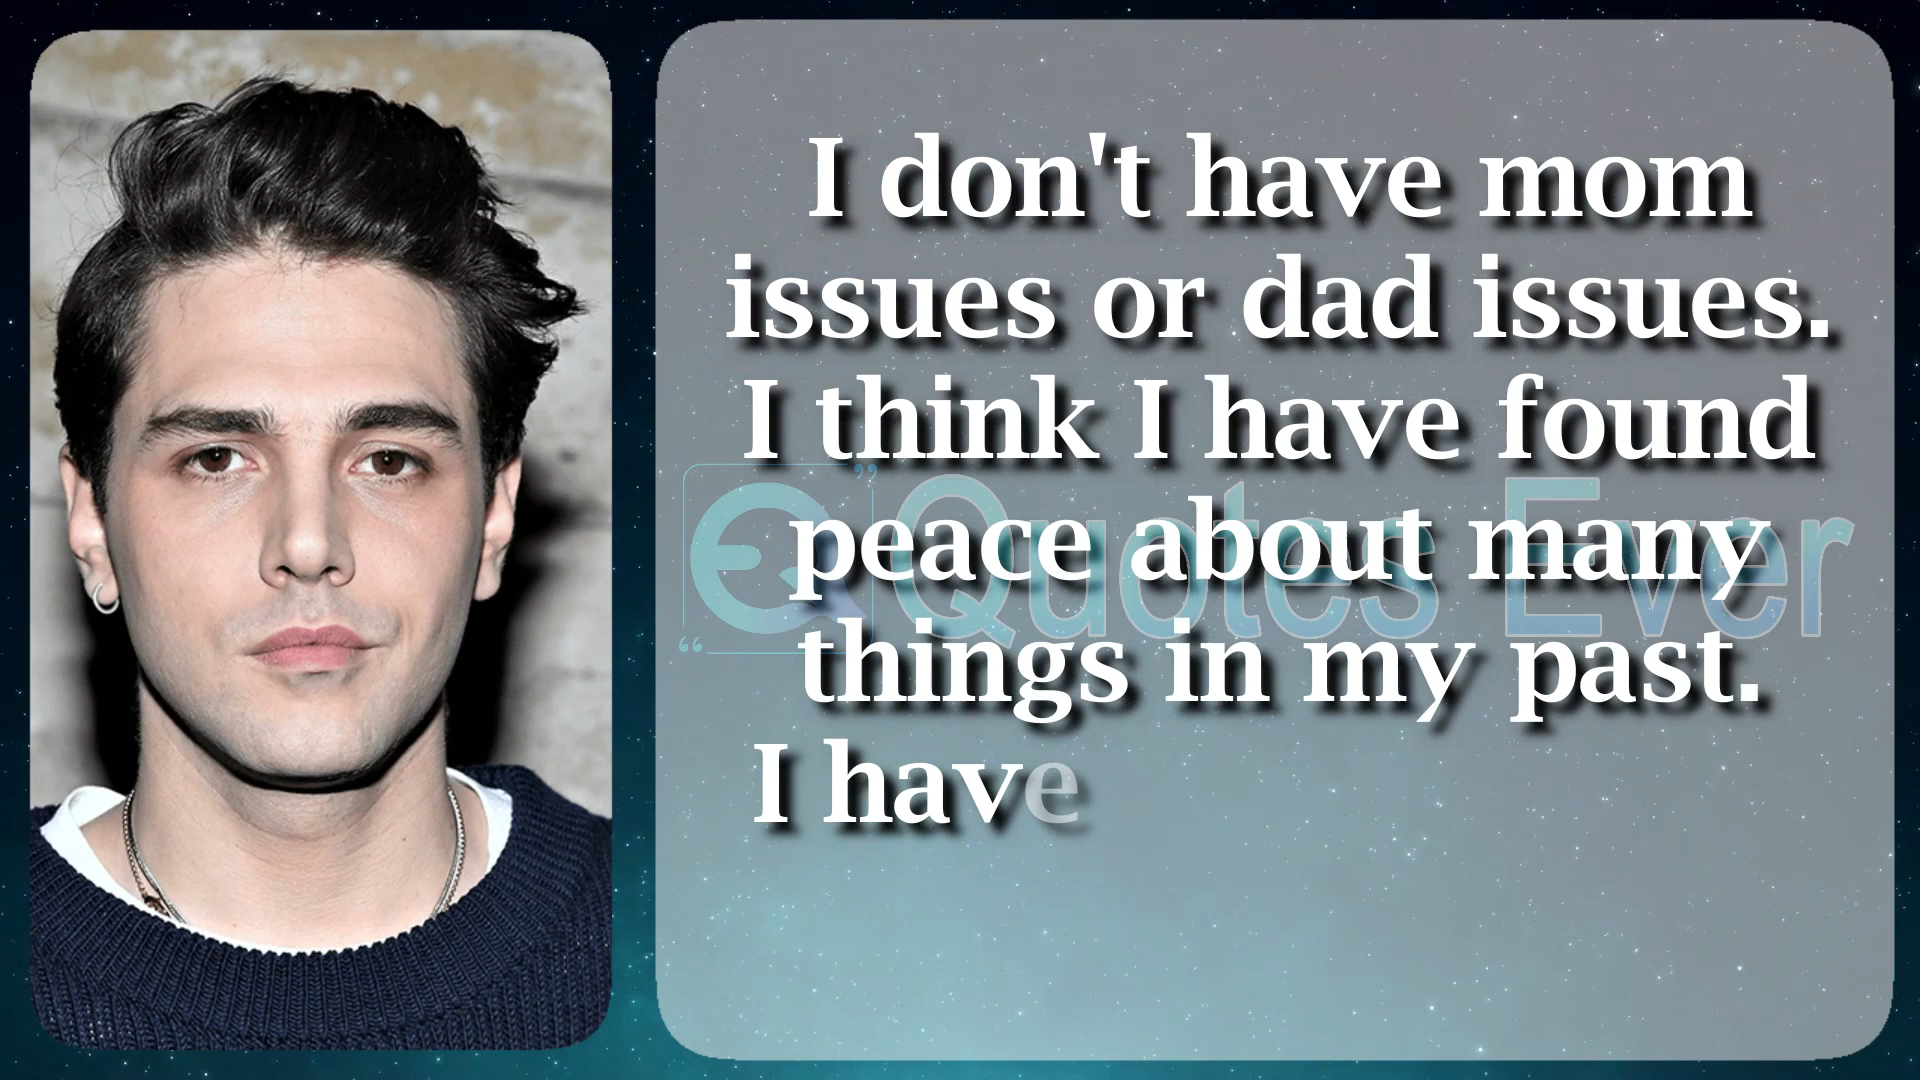 I don't have mom
issues or dad issues.
I think I have found
peace about many
things in my past.
I have
Quotes Ever